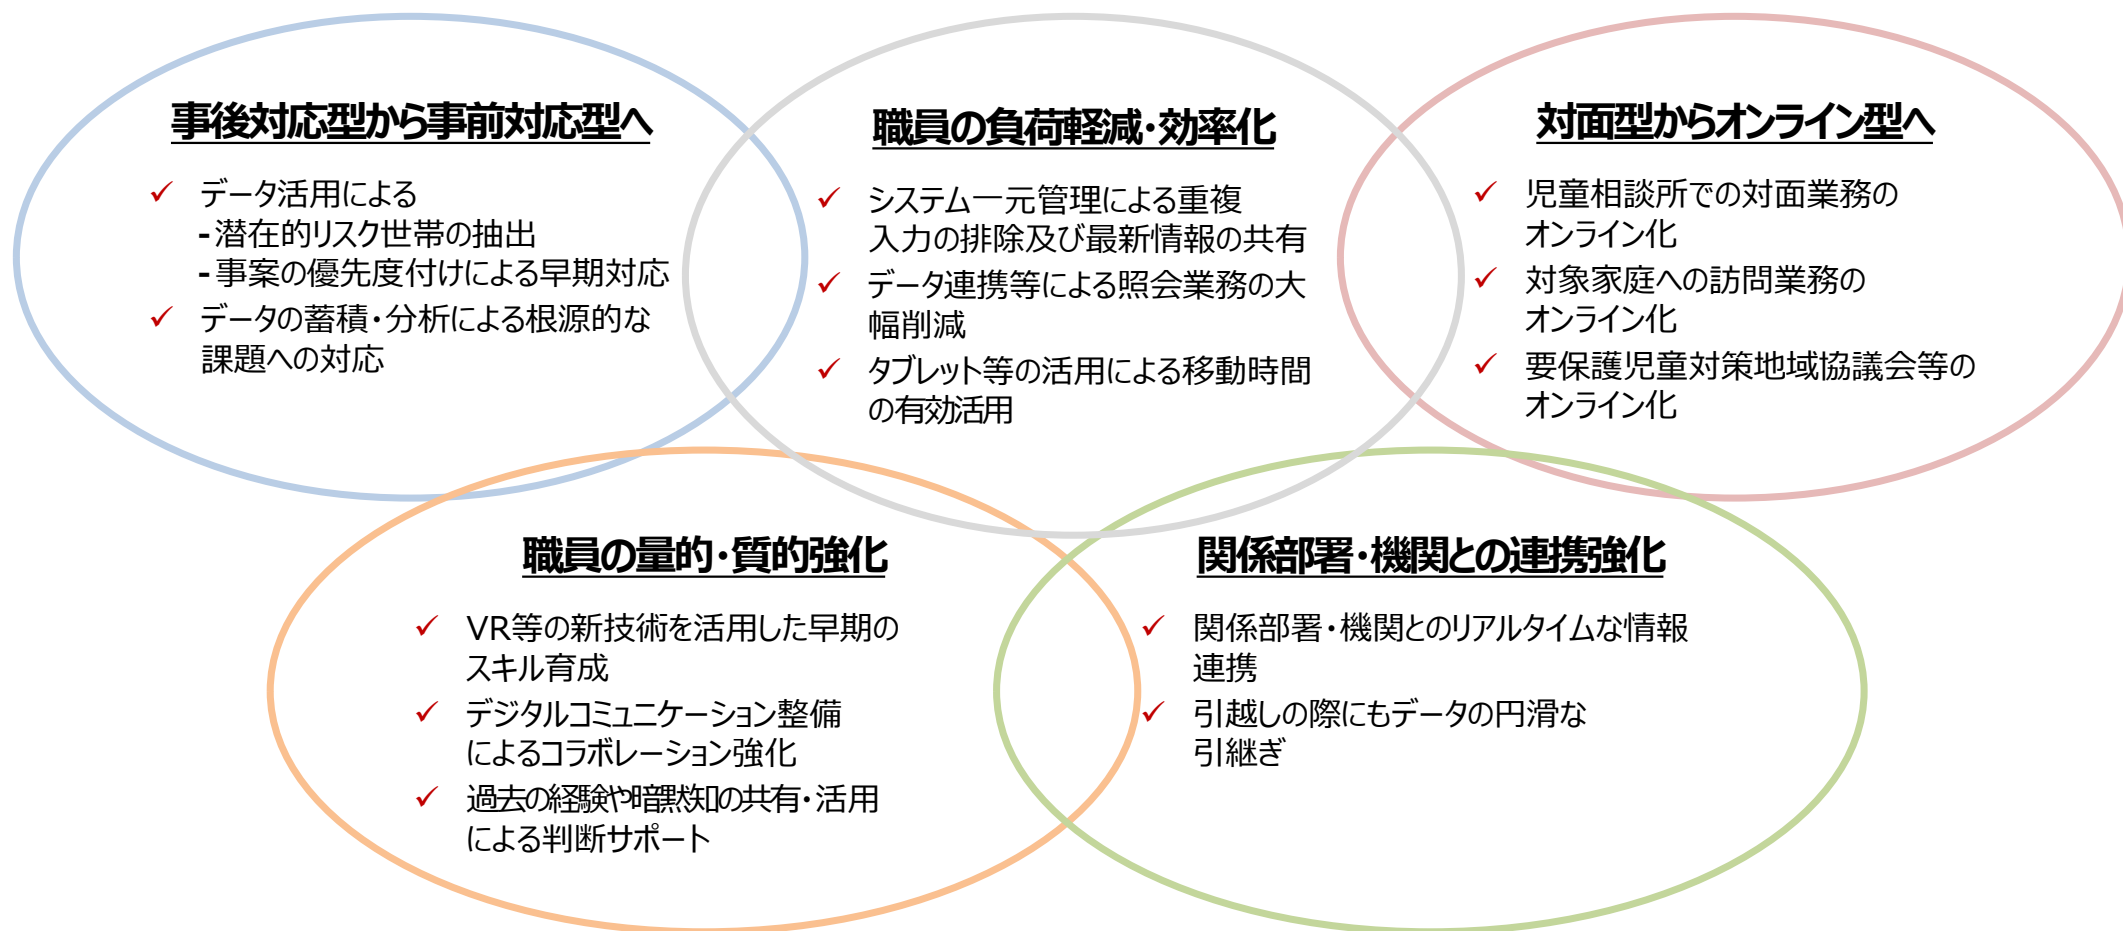 事後対応型から事前対応型へ
✓ データ活用による
-潜在的リスク世帯の抽出
-事案の優先度付けによる早期対応
✓ データの蓄積・分析による根源的な
課題への対応
職員の負荷軽減・効率化
✓ システム一元管理による重複
入力の排除及び最新情報の共有
✓ データ連携等による照会業務の大
幅削減
✓ タブレット等の活用による移動時間
の有効活用
対面型からオンライン型へ
✓ 児童相談所での対面業務の
オンライン化
✓ 対象家庭への訪問業務の
オンライン化
✓ 要保護児童対策地域協議会等の
オンライン化
職員の量的・質的強化
✓ VR等の新技術を活用した早期の
スキル育成
✓ デジタルコミュニケーション整備
によるコラボレーション強化
✓ 過去の経験や暗黙知の共有・活用
による判断サポート
関係部署・機関との連携強化
✓ 関係部署・機関とのリアルタイムな情報
連携
✓ 引越しの際にもデータの円滑な
引継ぎ